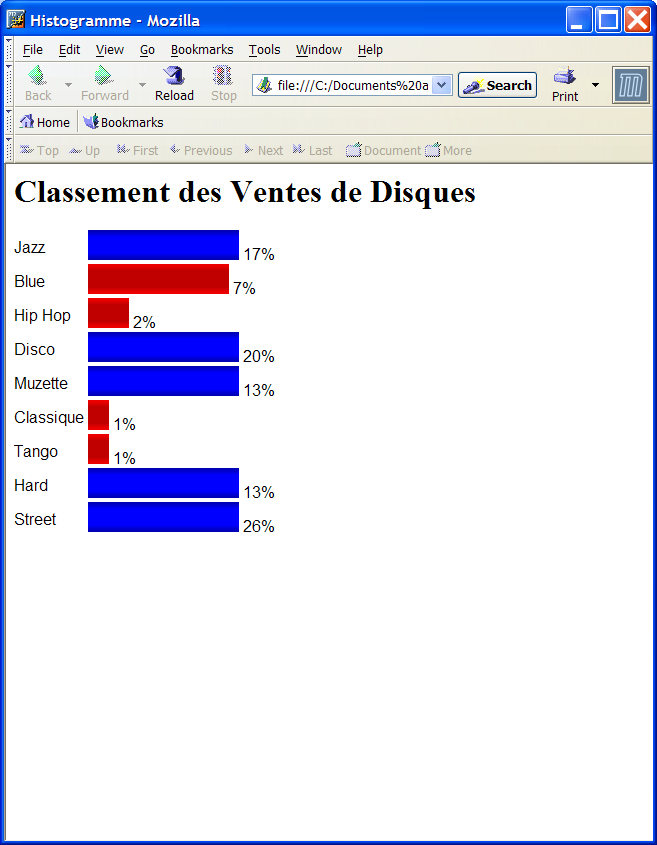 Histogramme - Mozilla
File Edit View Go Bookmarks Tools Window Help
Back Forward Reload Stop file:///C:/Documents%20a Search Print
Home Bookmarks
Top Up First Previous Next Last Document More
Classement des Ventes de Disques
Jazz 17%
Blue 7%
Hip Hop 2%
Disco 20%
Muzette 13%
Classique 1%
Tango 1%
Hard 13%
Street 26%